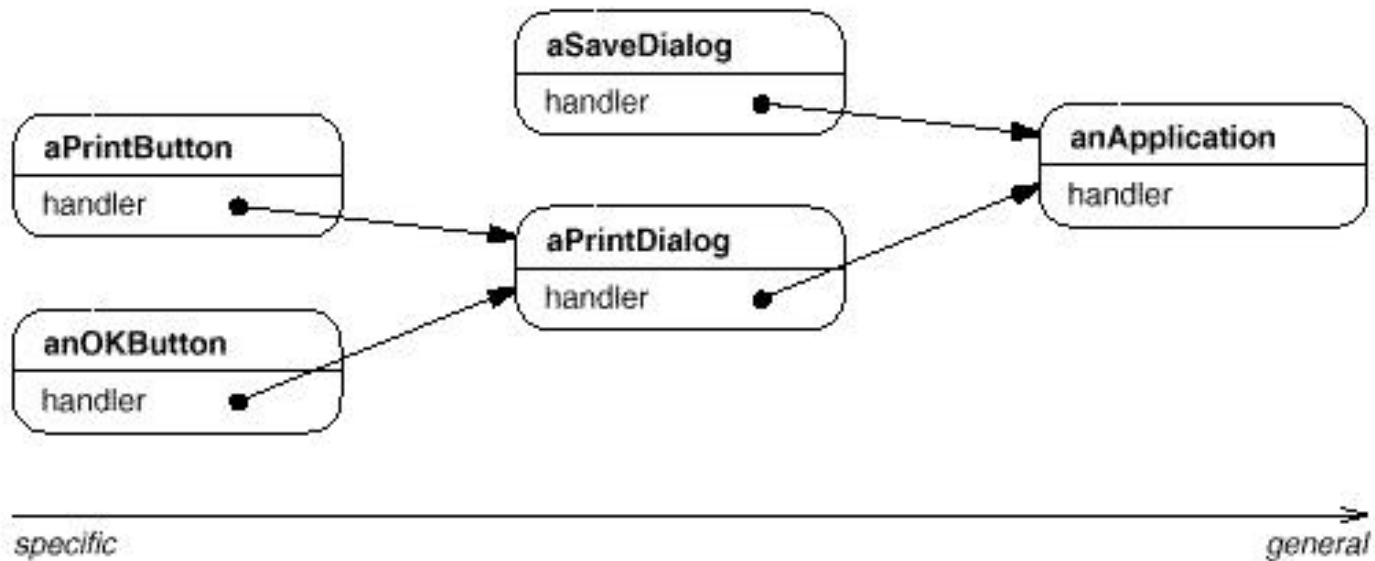 aSaveDialog
handler
aPrintButton
handler
anApplication
handler
aPrintDialog
handler
anOKButton
handler
specific
general